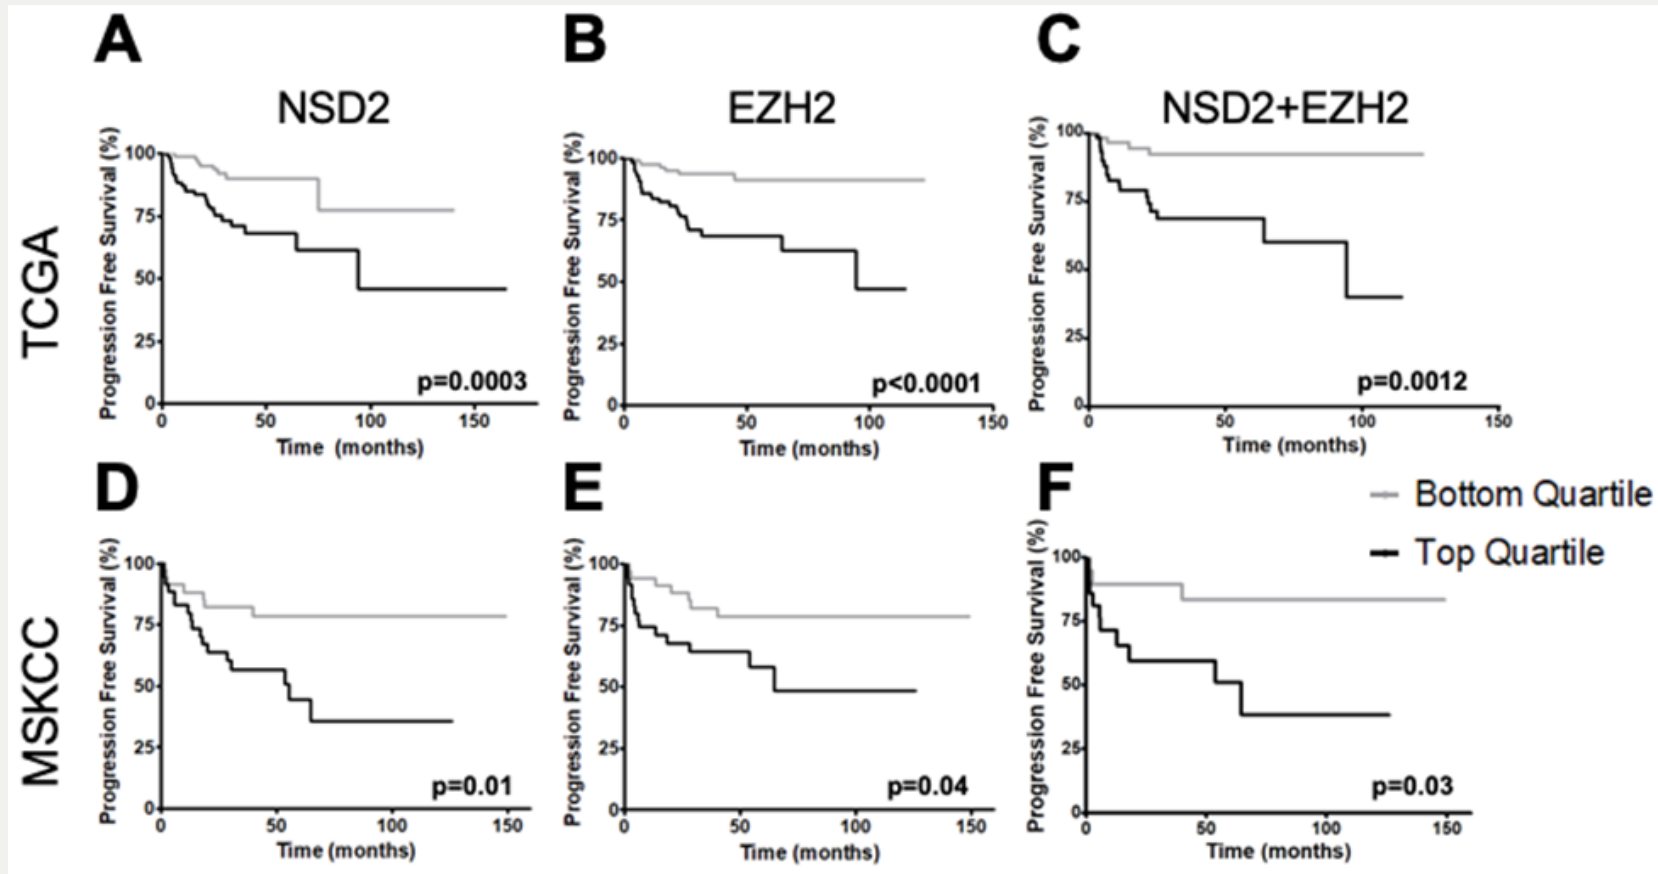 A
B
C
NSD2
EZH2
NSD2+EZH2
TCGA
Progression Free Survival (%)
100
75
50
25
0
0 50 100 150
Time (months)
p=0.0003
Progression Free Survival (%)
100
75
50
25
0
0 50 100 150
Time (months)
p<0.0001
Progression Free Survival (%)
100
75
50
25
0
0 50 100 150
Time (months)
p=0.0012
D
E
F
Bottom Quartile
Top Quartile
MSKCC
Progression Free Survival (%)
100
75
50
25
0
0 50 100 150
Time (months)
p=0.01
Progression Free Survival (%)
100
75
50
25
0
0 50 100 150
Time (months)
p=0.04
Progression Free Survival (%)
100
75
50
25
0
0 50 100 150
Time (months)
p=0.03